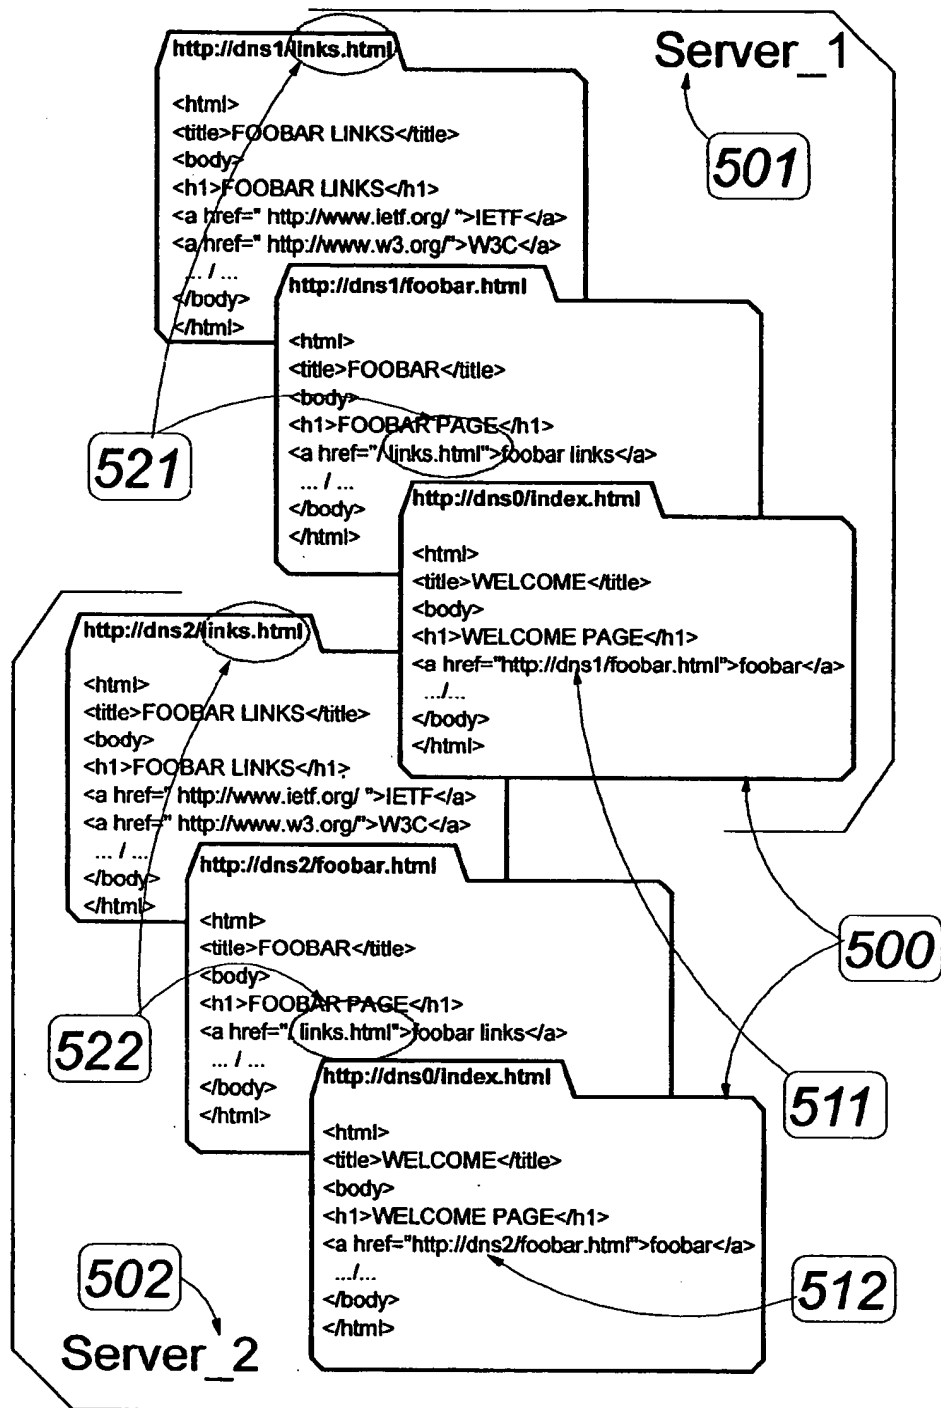 http://dns1/links.html
Server_1
<html>
<title>FOOBAR LINKS</title>
<body>
<h1>FOOBAR LINKS</h1>
<a href=" http://www.ietf.org/ ">IETF</a>
<a href=" http://www.w3.org/">W3C</a>
... / ...
</body>
</html>
501
http://dns1/foobar.html
<html>
<title>FOOBAR</title>
<body>
<h1>FOOBAR PAGE</h1>
<a href="/ links.html">foobar links</a>
... / ...
</body>
</html>
521
http://dns0/index.html
<html>
<title>WELCOME</title>
<body>
<h1>WELCOME PAGE</h1>
<a href="http://dns1/foobar.html">foobar</a>
.../...
</body>
</html>
http://dns2/links.html
<html>
<title>FOOBAR LINKS</title>
<body>
<h1>FOOBAR LINKS</h1>
<a href=" http://www.ietf.org/ ">IETF</a>
<a href=" http://www.w3.org/">W3C</a>
... / ...
</body>
</html>
http://dns2/foobar.html
<html>
<title>FOOBAR</title>
<body>
<h1>FOOBAR PAGE</h1>
<a href="/ links.html">foobar links</a>
... / ...
</body>
</html>
500
522
511
http://dns0/index.html
<html>
<title>WELCOME</title>
<body>
<h1>WELCOME PAGE</h1>
<a href="http://dns2/foobar.html">foobar</a>
.../...
</body>
</html>
502
512
Server_2